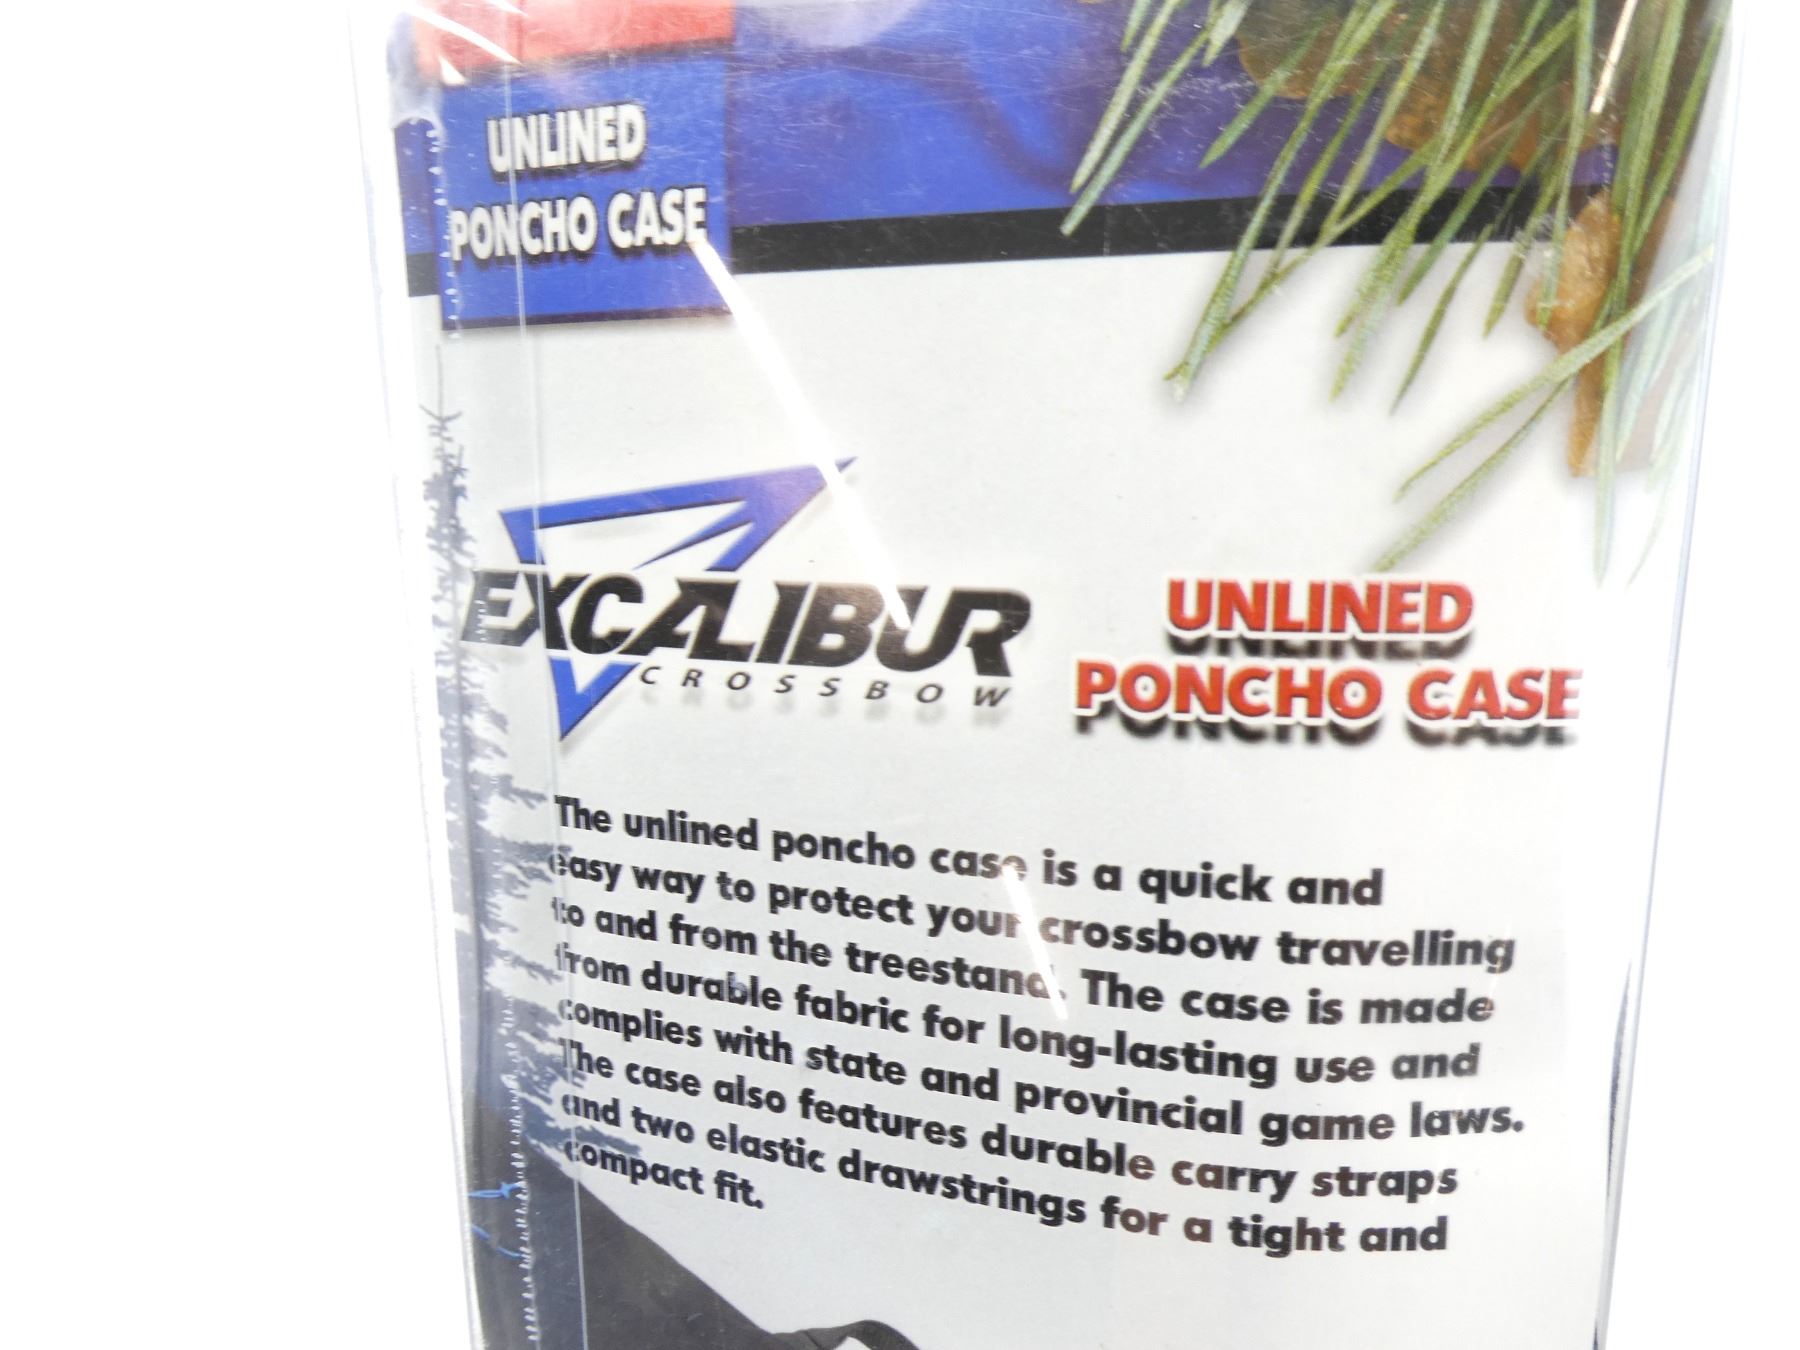 UNLINED
PONCHO CASE
EXCALIBUR
CROSSBOW
UNLINED
PONCHO CASE
The unlined poncho case is a quick and
easy way to protect your crossbow travelling
to and from the treestand. The case is made
from durable fabric for long-lasting use and
complies with state and provincial game laws.
The case also features durable carry straps
and two elastic drawstrings for a tight and
compact fit.